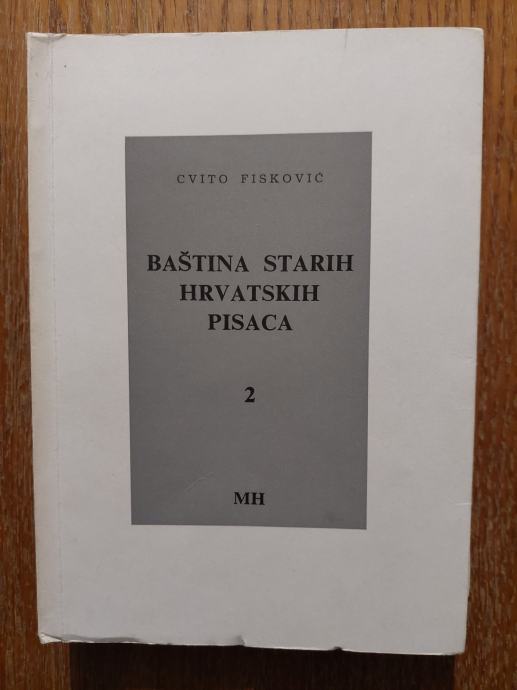 CVITO FISKOVIĆ
BAŠTINA STARIH
HRVATSKIH
PISACA
2
MH